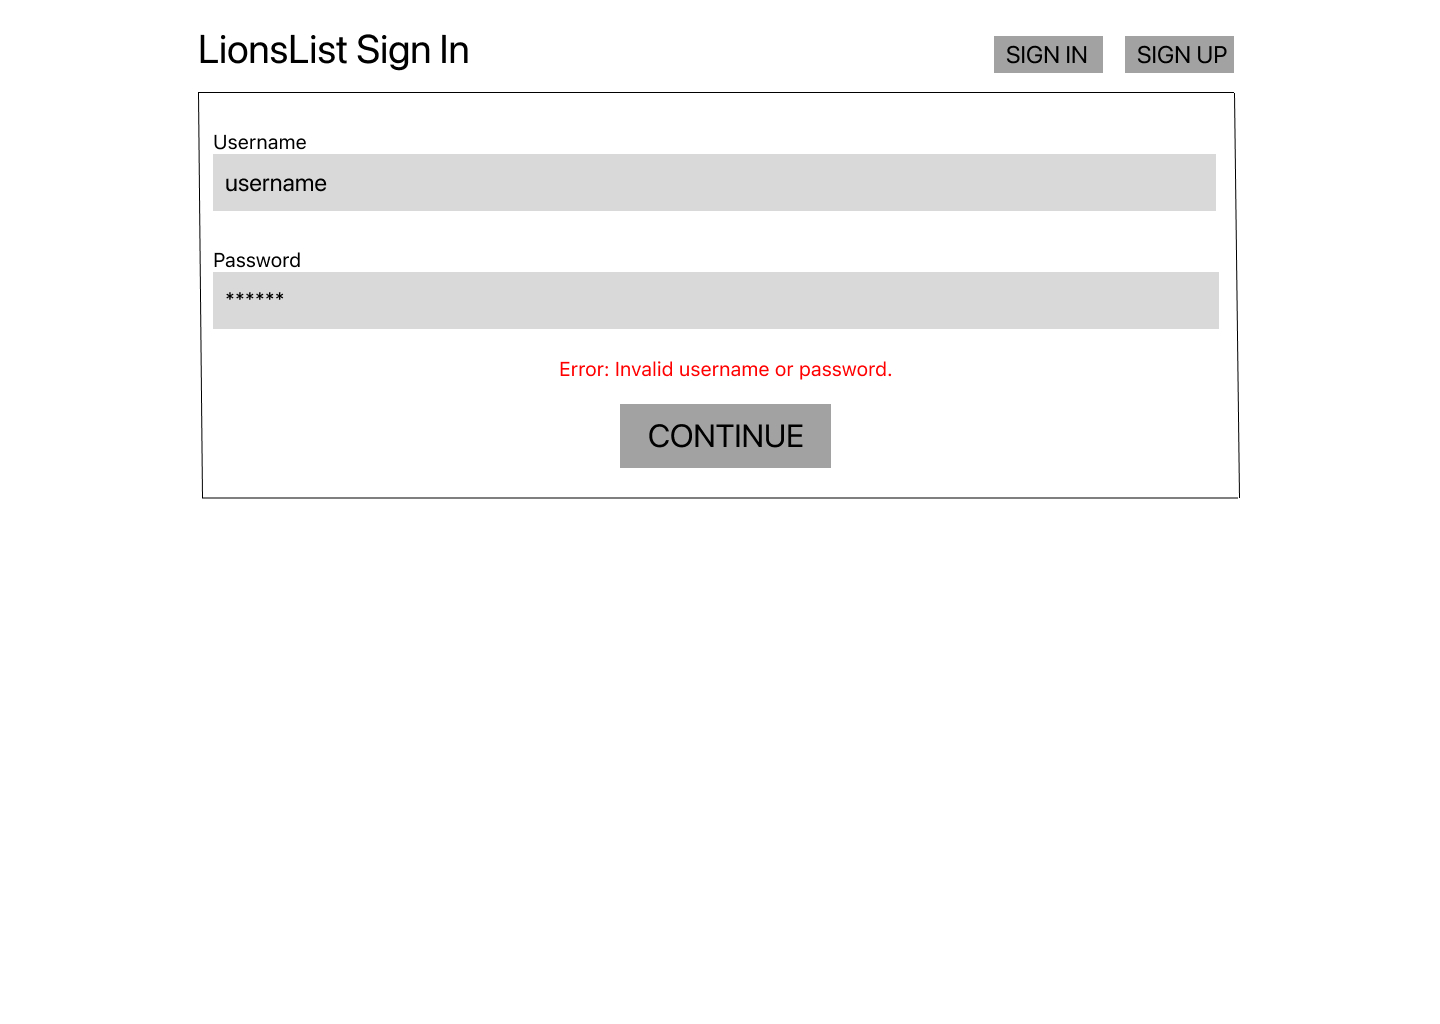 LionsList Sign In
SIGN IN
SIGN UP
Username
username
Password
******
Error: Invalid username or password.
CONTINUE